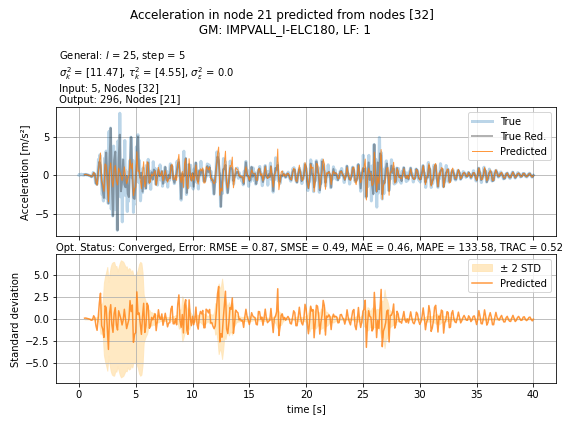 Acceleration in node 21 predicted from nodes [32]
GM: IMPVALL_I-ELC180, LF: 1
General: l = 25, step = 5
σ²ₖ = [11.47], τ²ₖ = [4.55], σ²ε = 0.0
Input: 5, Nodes [32]
Output: 296, Nodes [21]
True
True Red.
Predicted
Acceleration [m/s²]
5
0
−5
Opt. Status: Converged, Error: RMSE = 0.87, SMSE = 0.49, MAE = 0.46, MAPE = 133.58, TRAC = 0.52
± 2 STD
Predicted
Standard deviation
5.0
2.5
0.0
−2.5
−5.0
0 5 10 15 20 25 30 35 40
time [s]